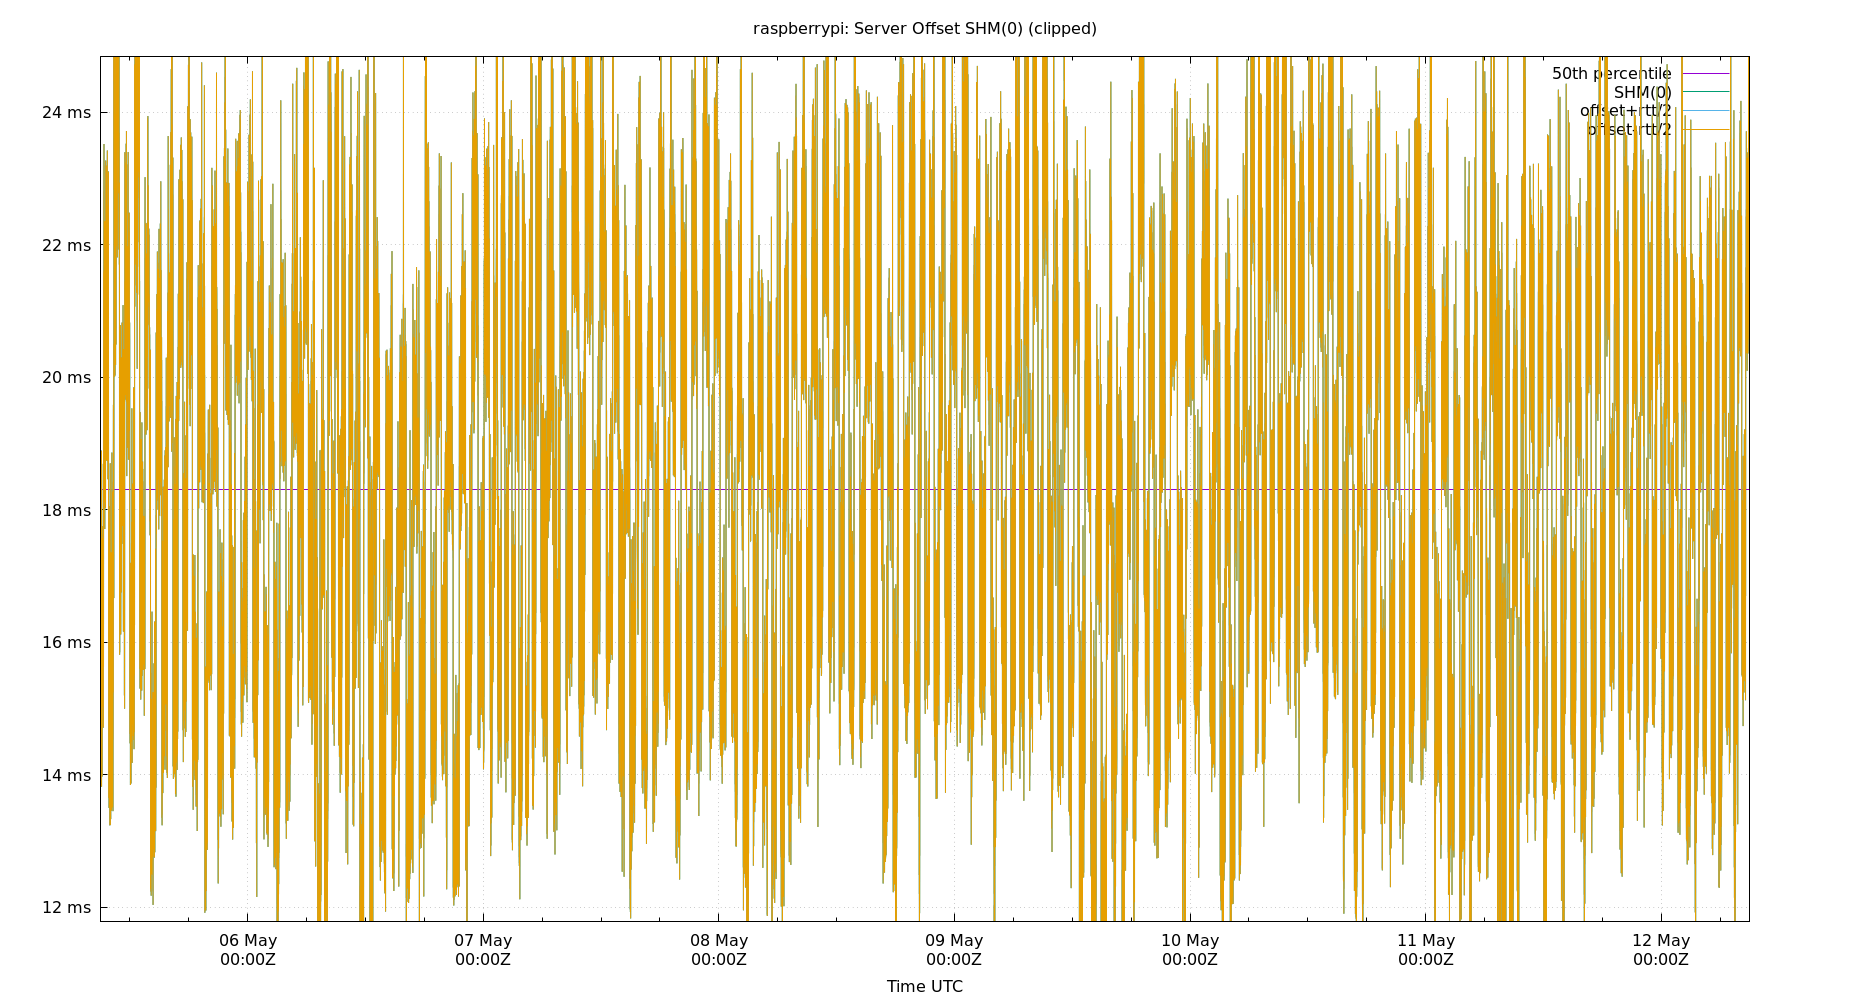 raspberrypi: Server Offset SHM(0) (clipped)
50th percentile
SHM(0)
offset+rtt/2
offset-rtt/2
24 ms
22 ms
20 ms
18 ms
16 ms
14 ms
12 ms
06 May
00:00Z
07 May
00:00Z
08 May
00:00Z
09 May
00:00Z
10 May
00:00Z
11 May
00:00Z
12 May
00:00Z
Time UTC